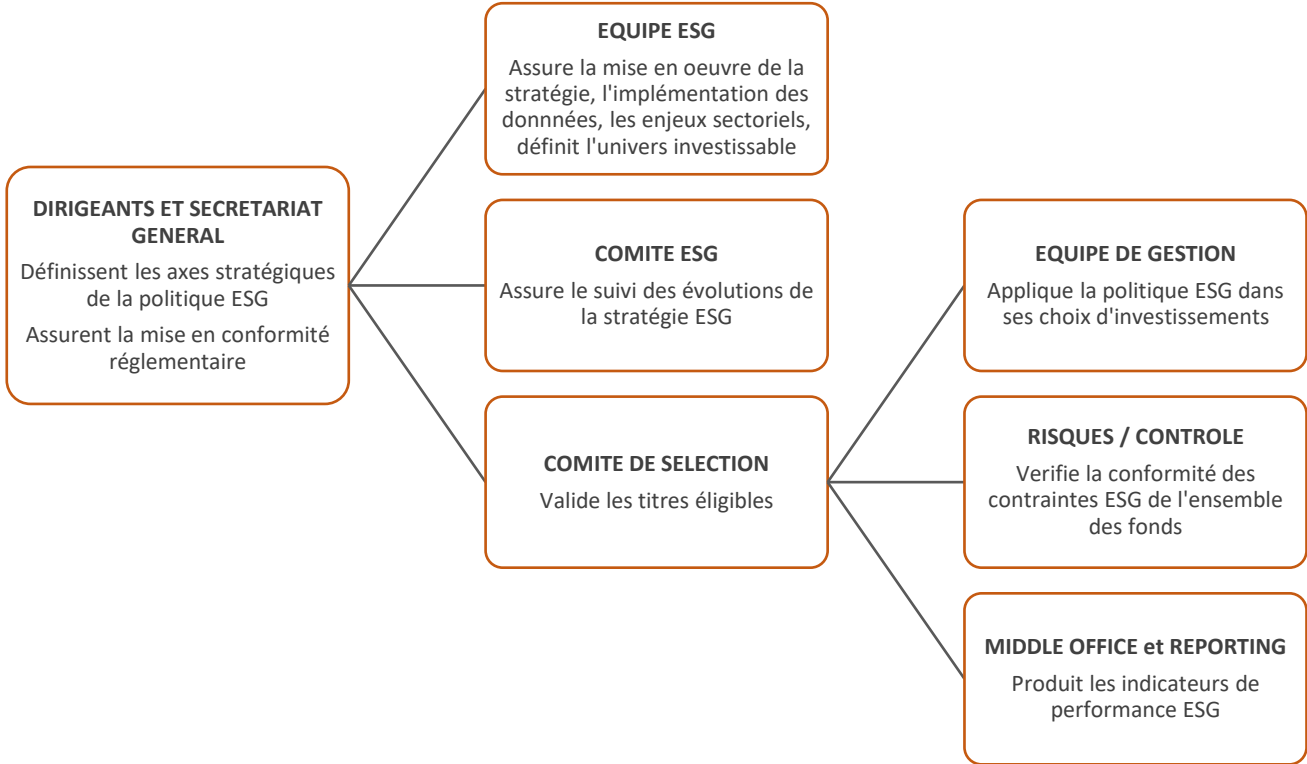 DIRIGEANTS ET SECRETARIAT
GENERAL
Définissent les axes stratégiques
de la politique ESG
Assurent la mise en conformité
réglementaire
EQUIPE ESG
Assure la mise en oeuvre de la
stratégie, l'implémentation des
donnnées, les enjeux sectoriels,
définit l'univers investissable
COMITE ESG
Assure le suivi des évolutions de
la stratégie ESG
COMITE DE SELECTION
Valide les titres éligibles
EQUIPE DE GESTION
Applique la politique ESG dans
ses choix d'investissements
RISQUES / CONTROLE
Verifie la conformité des
contraintes ESG de l'ensemble
des fonds
MIDDLE OFFICE et REPORTING
Produit les indicateurs de
performance ESG